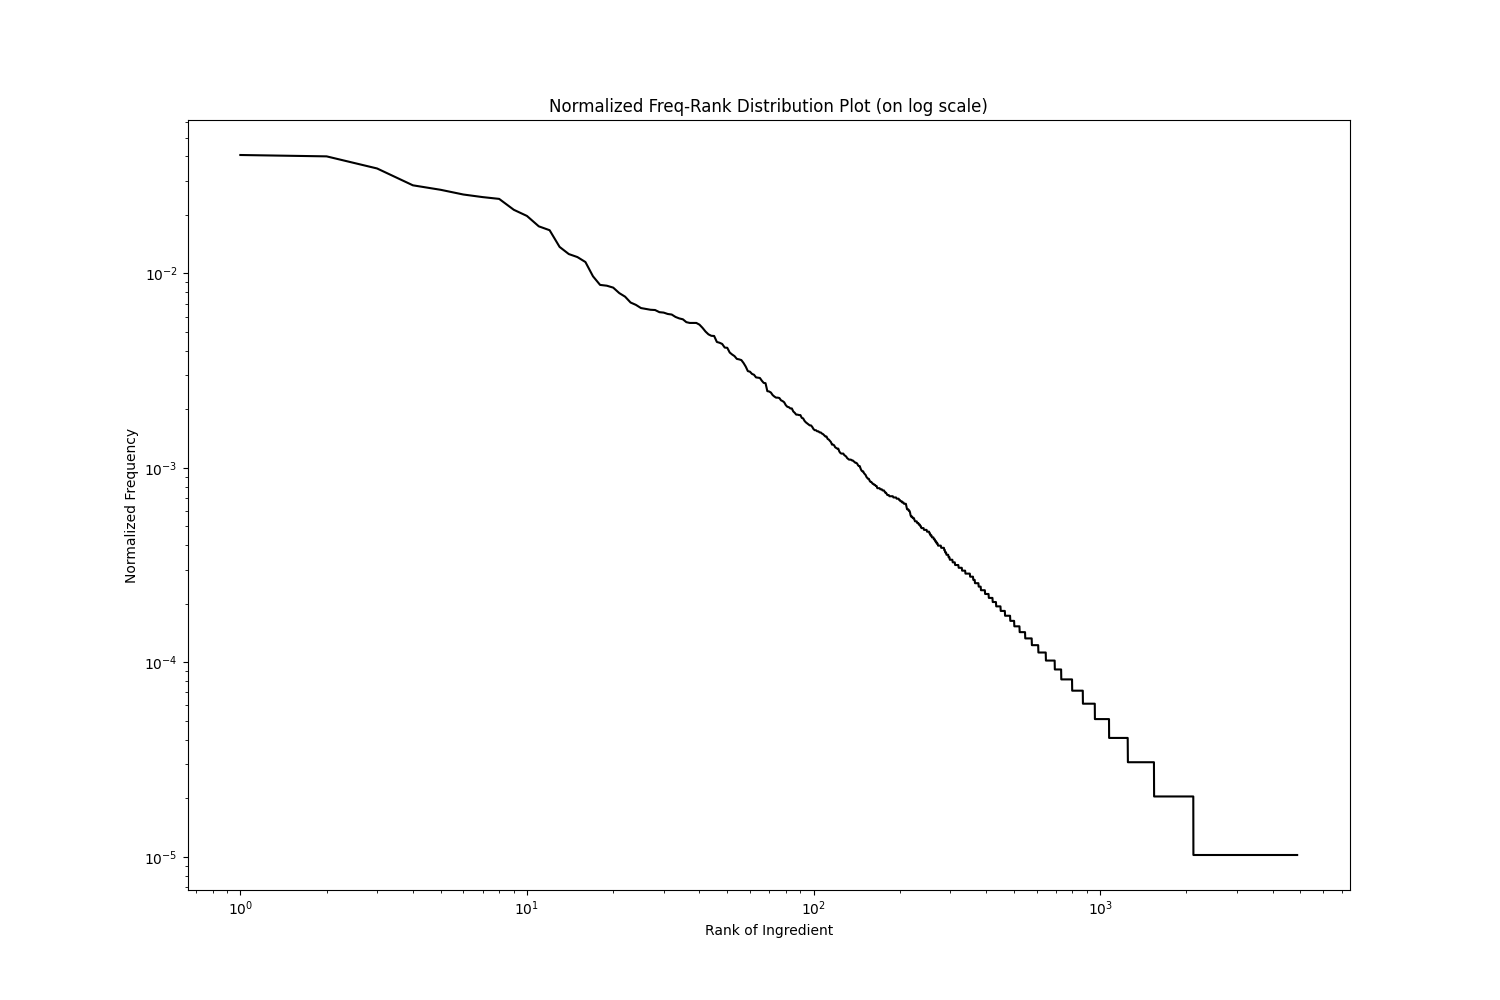 Normalized Freq-Rank Distribution Plot (on log scale)
Normalized Frequency
10⁻²
10⁻³
10⁻⁴
10⁻⁵
10⁰ 10¹ 10² 10³
Rank of Ingredient